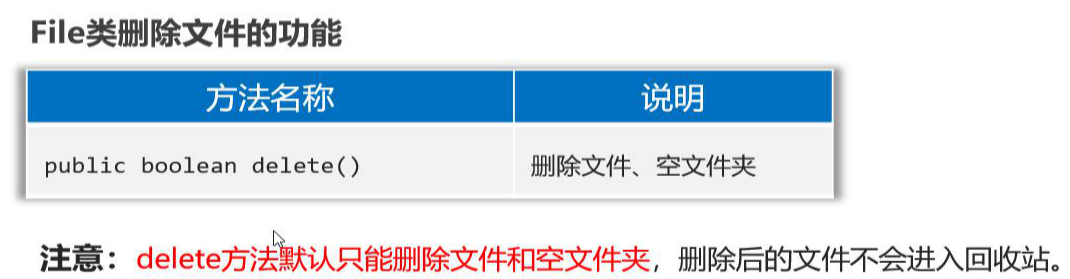 File类删除文件的功能
方法名称 说明
public boolean delete() 删除文件、空文件夹
注意：delete方法默认只能删除文件和空文件夹，删除后的文件不会进入回收站。